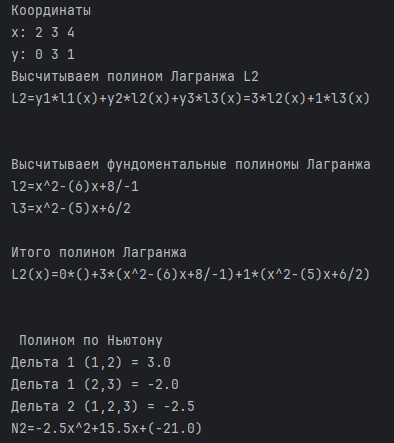 Координаты
x: 2 3 4
y: 0 3 1
Высчитываем полином Лагранжа L2
L2=y1*l1(x)+y2*l2(x)+y3*l3(x)=3*l2(x)+1*l3(x)
Высчитываем фундоментальные полиномы Лагранжа
l2=x^2-(6)x+8/-1
l3=x^2-(5)x+6/2
Итого полином Лагранжа
L2(x)=0*()+3*(x^2-(6)x+8/-1)+1*(x^2-(5)x+6/2)
Полином по Ньютону
Дельта 1 (1,2) = 3.0
Дельта 1 (2,3) = -2.0
Дельта 2 (1,2,3) = -2.5
N2=-2.5x^2+15.5x+(-21.0)